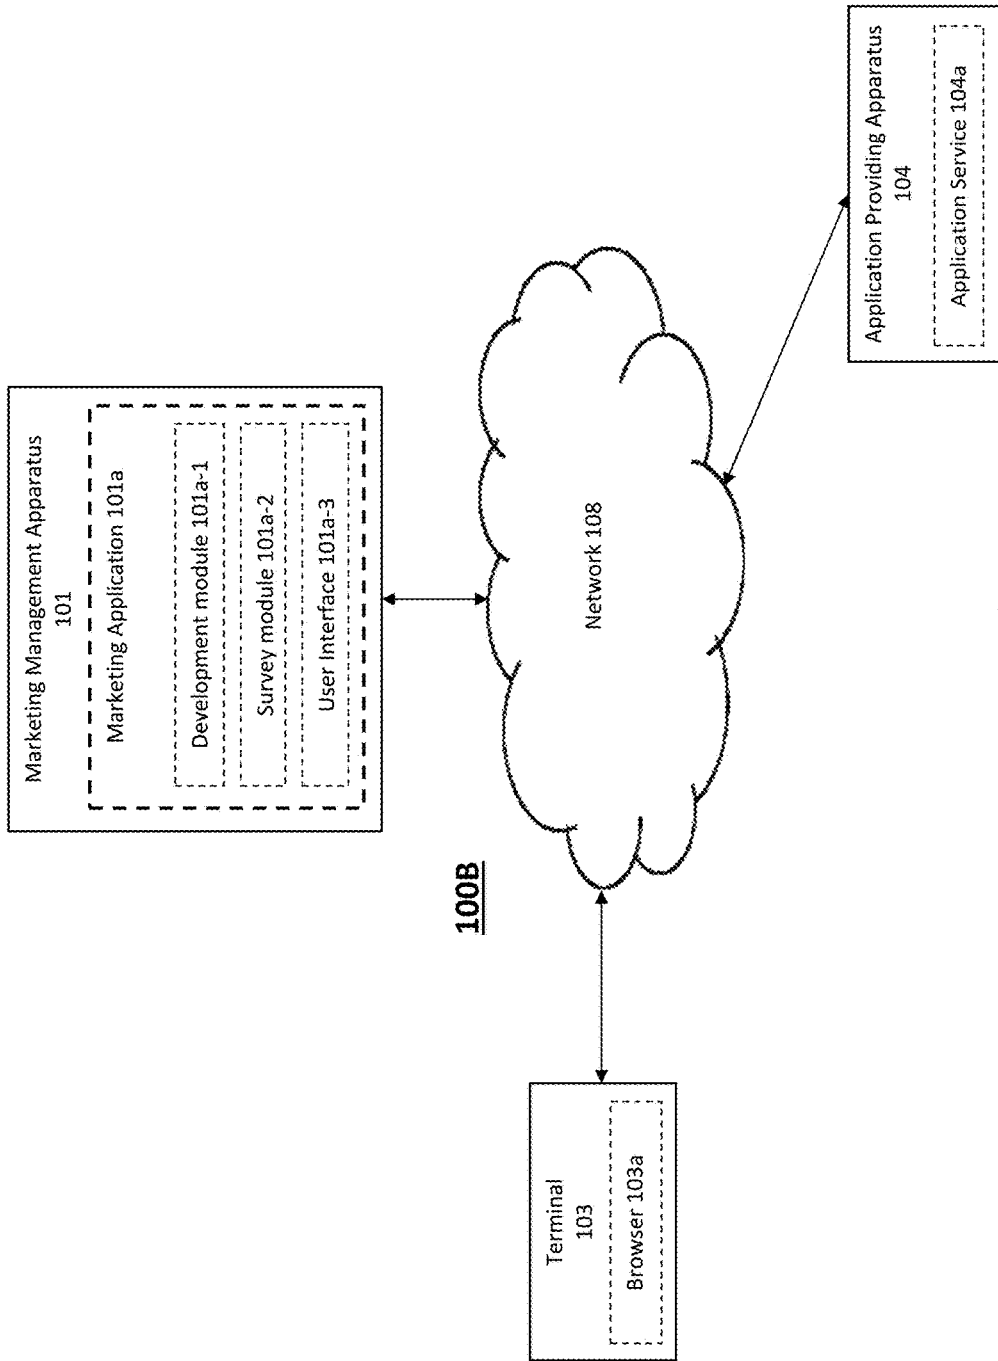 Marketing Management Apparatus
101
Marketing Application 101a
Development module 101a-1
Survey module 101a-2
User Interface 101a-3
100B
Network 108
Terminal
103
Browser 103a
Application Providing Apparatus
104
Application Service 104a